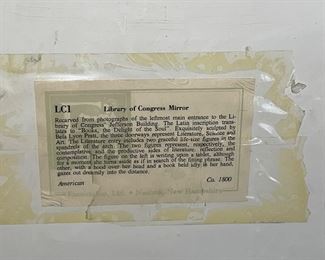 LC1 Library of Congress Mirror
Recarved from photographs of the leftmost main entrance to the Li-
brary of Congress' Jefferson Building. The Latin inscription trans-
lates to "Books, the Delight of the Soul". Exquisitely sculpted by
Bela Lyon Pratt, the three doorways represent Literature, Science and
Art. The Literature entry includes two graceful life-size figures in the
spandrels of the arch. The two figures represent, respectively, the
contemplative, and the productive sides of literature, reflection and
composition. The figure on the left is writing upon a tablet, although
for a moment, she looks aside as if in search of the fitting phrase. The
other, with a hood over her head and a book held idly in her hand,
gazes out dreamily into the distance.
American Ca. 1800
Ltd. • Nashua, New Hampshire